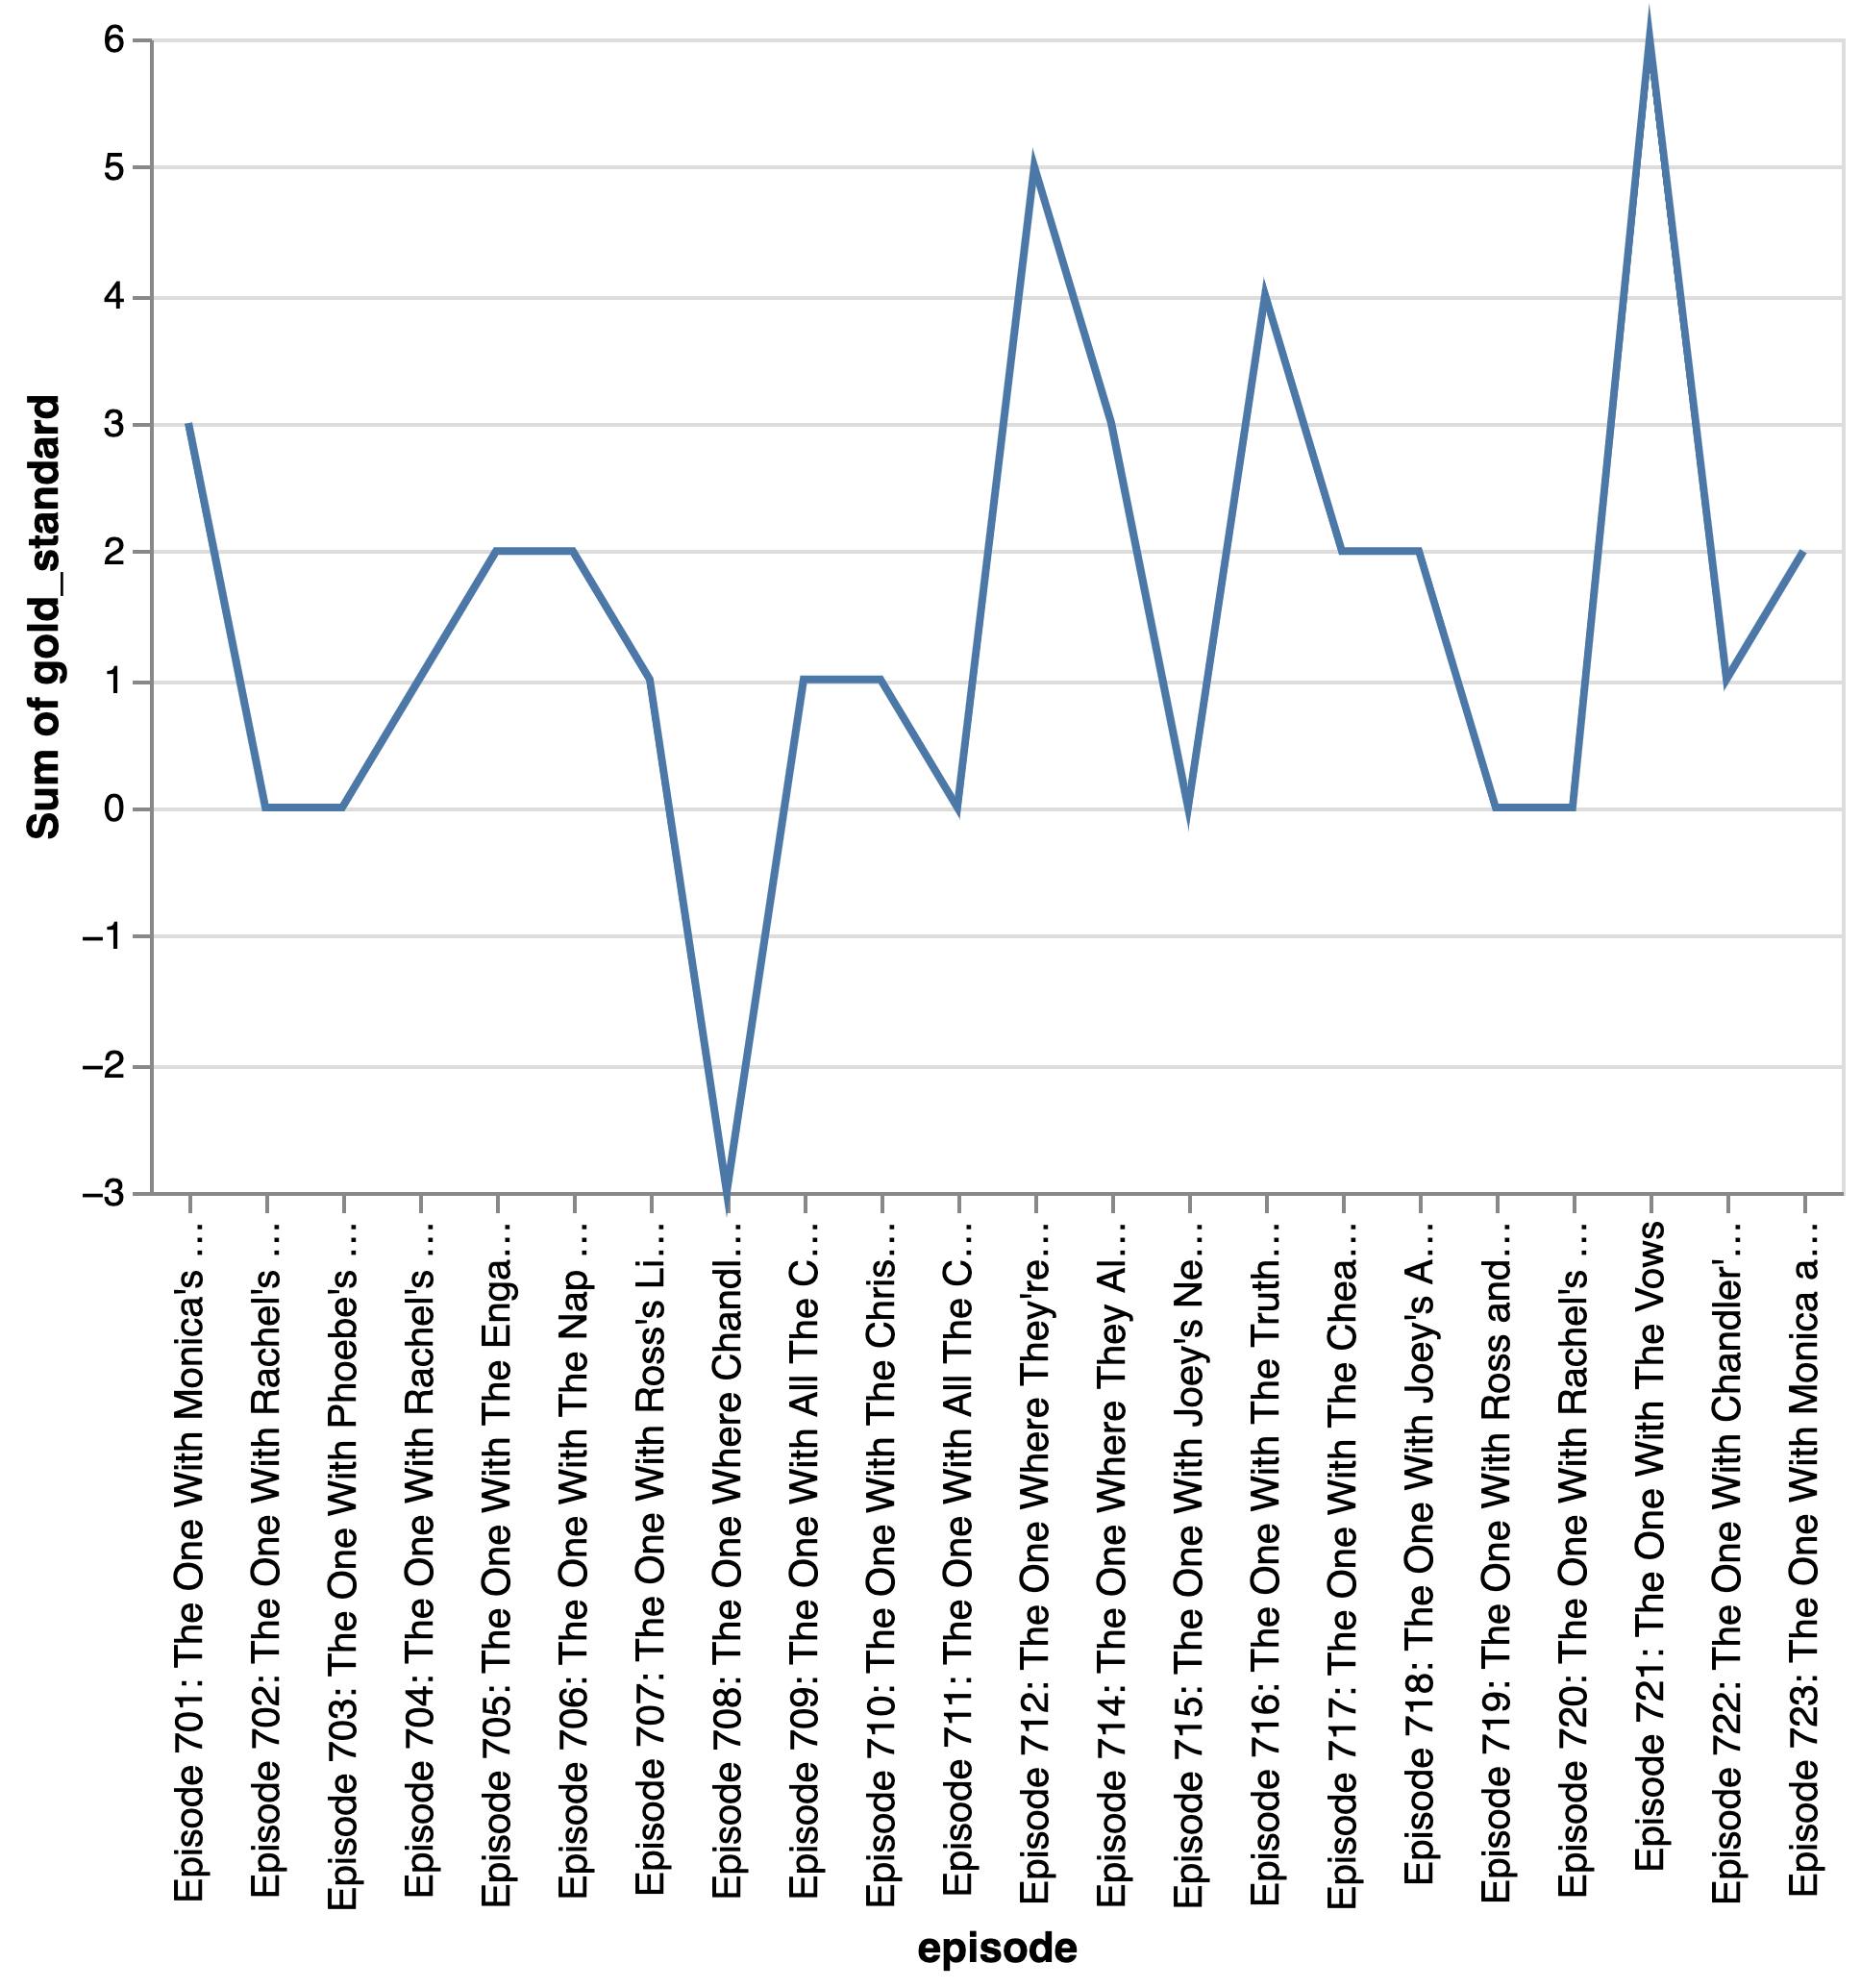 6
5
4
3
2
1
0
−1
−2
−3
Sum of gold_standard
Episode 701: The One With Monica's …
Episode 702: The One With Rachel's …
Episode 703: The One With Phoebe's …
Episode 704: The One With Rachel's …
Episode 705: The One With The Enga…
Episode 706: The One With The Nap …
Episode 707: The One With Ross's Li…
Episode 708: The One Where Chandl…
Episode 709: The One With All The C…
Episode 710: The One With The Chris…
Episode 711: The One With All The C…
Episode 712: The One Where They're…
Episode 714: The One Where They Al…
Episode 715: The One With Joey's Ne…
Episode 716: The One With The Truth…
Episode 717: The One With The Chea…
Episode 718: The One With Joey's A…
Episode 719: The One With Ross and…
Episode 720: The One With Rachel's …
Episode 721: The One With The Vows
Episode 722: The One With Chandler'…
Episode 723: The One With Monica a…
episode